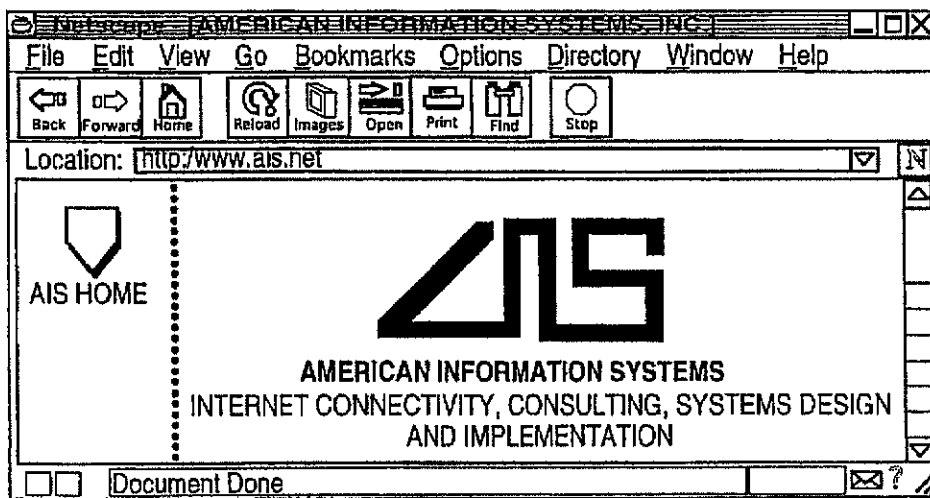 Netscape - [AMERICAN INFORMATION SYSTEMS, INC.]
File Edit View Go Bookmarks Options Directory Window Help
Back Forward Home Reload Images Open Print Find Stop
Location: http:/www.ais.net N
AIS HOME
AIS
AMERICAN INFORMATION SYSTEMS
INTERNET CONNECTIVITY, CONSULTING, SYSTEMS DESIGN
AND IMPLEMENTATION
Document Done ?